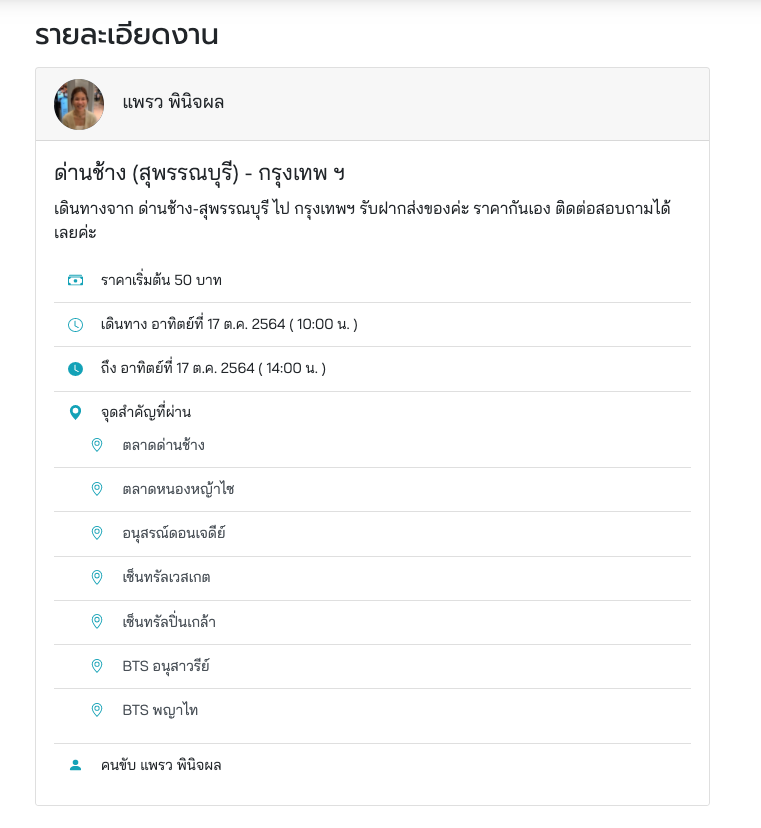 รายละเอียดงาน
แพรว พินิจผล
ด่านช้าง (สุพรรณบุรี) - กรุงเทพ ฯ
เดินทางจาก ด่านช้าง-สุพรรณบุรี ไป กรุงเทพฯ รับฝากส่งของค่ะ ราคากันเอง ติดต่อสอบถามได้
เลยค่ะ
ราคาเริ่มต้น 50 บาท
เดินทาง อาทิตย์ที่ 17 ต.ค. 2564 ( 10:00 น. )
ถึง อาทิตย์ที่ 17 ต.ค. 2564 ( 14:00 น. )
จุดสำคัญที่ผ่าน
ตลาดด่านช้าง
ตลาดหนองหญ้าไซ
อนุสรณ์ดอนเจดีย์
เซ็นทรัลเวสเกต
เซ็นทรัลปิ่นเกล้า
BTS อนุสาวรีย์
BTS พญาไท
คนขับ แพรว พินิจผล